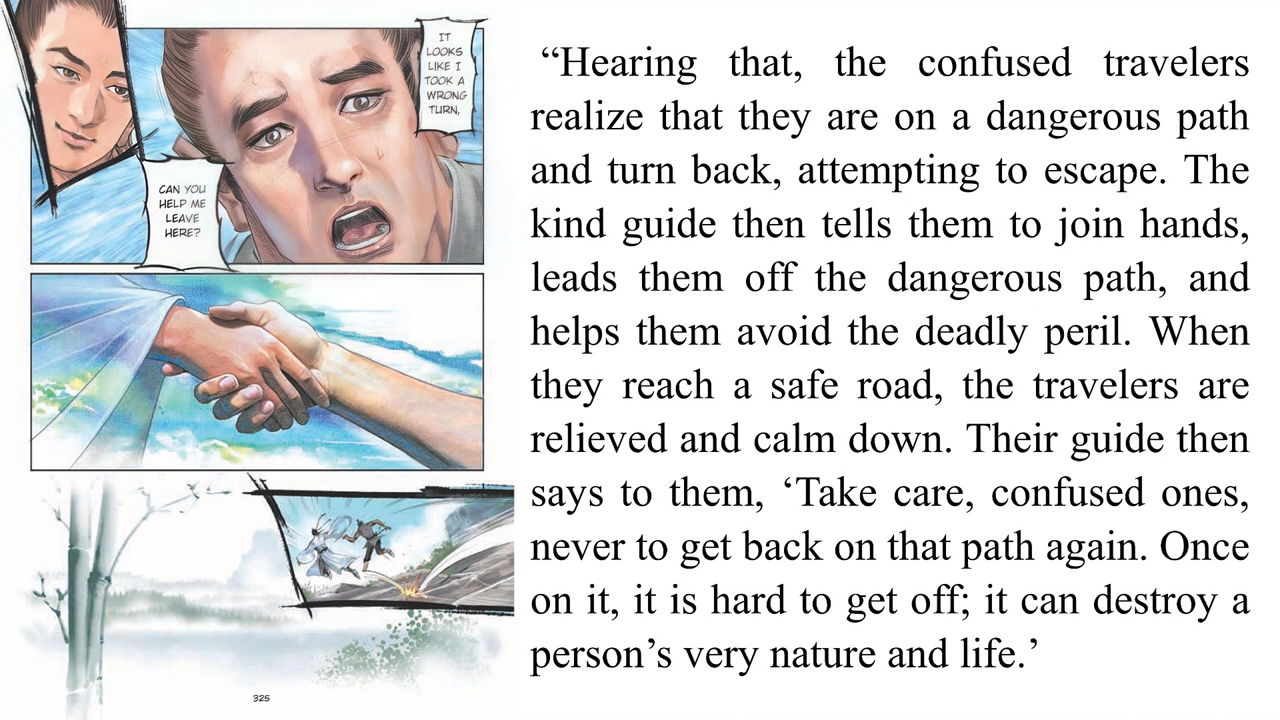 IT
LOOKS
LIKE I
TOOK A
WRONG
TURN,
CAN YOU
HELP ME
LEAVE
HERE?
325
“Hearing that, the confused travelers
realize that they are on a dangerous path
and turn back, attempting to escape. The
kind guide then tells them to join hands,
leads them off the dangerous path, and
helps them avoid the deadly peril. When
they reach a safe road, the travelers are
relieved and calm down. Their guide then
says to them, ‘Take care, confused ones,
never to get back on that path again. Once
on it, it is hard to get off; it can destroy a
person’s very nature and life.’